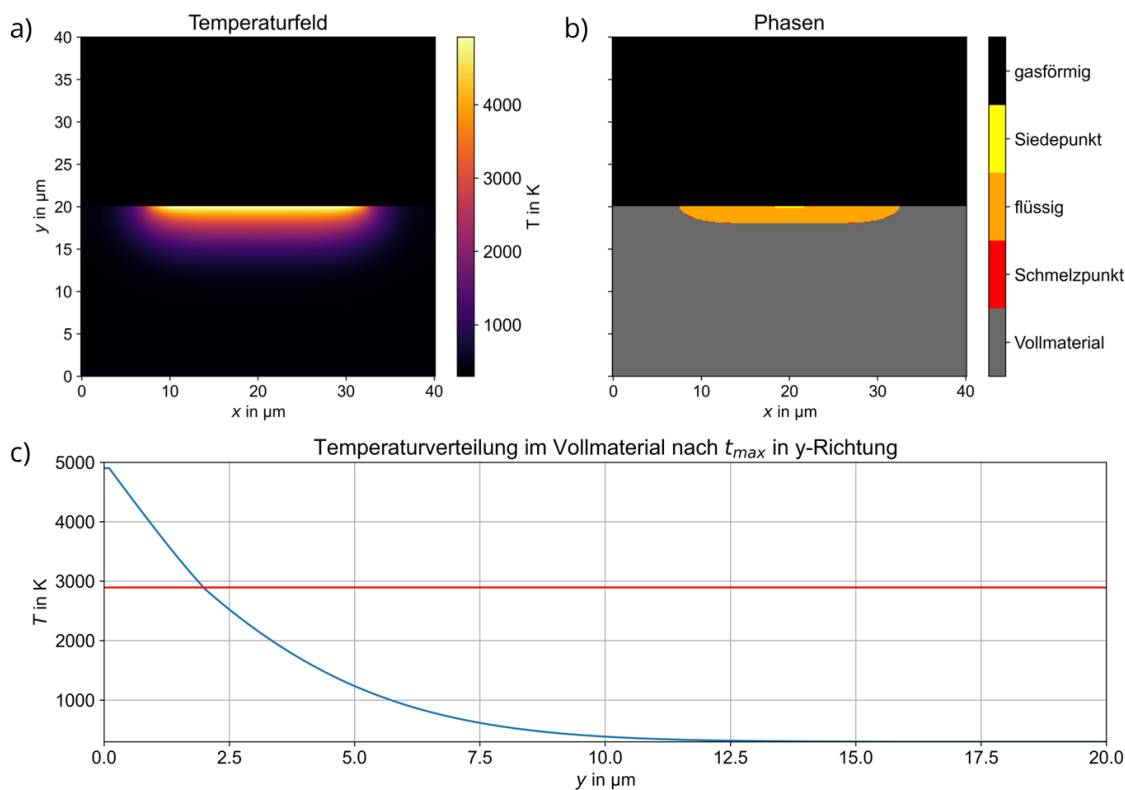 a)
Temperaturfeld
40
35
30
25
20
15
10
5
0
y in µm
0 10 20 30 40
x in µm
4000
3000
2000
1000
T in K
b)
Phasen
0 10 20 30 40
x in µm
gasförmig
Siedepunkt
flüssig
Schmelzpunkt
Vollmaterial
c)
Temperaturverteilung im Vollmaterial nach t_max in y-Richtung
5000
4000
3000
2000
1000
T in K
0.0 2.5 5.0 7.5 10.0 12.5 15.0 17.5 20.0
y in µm